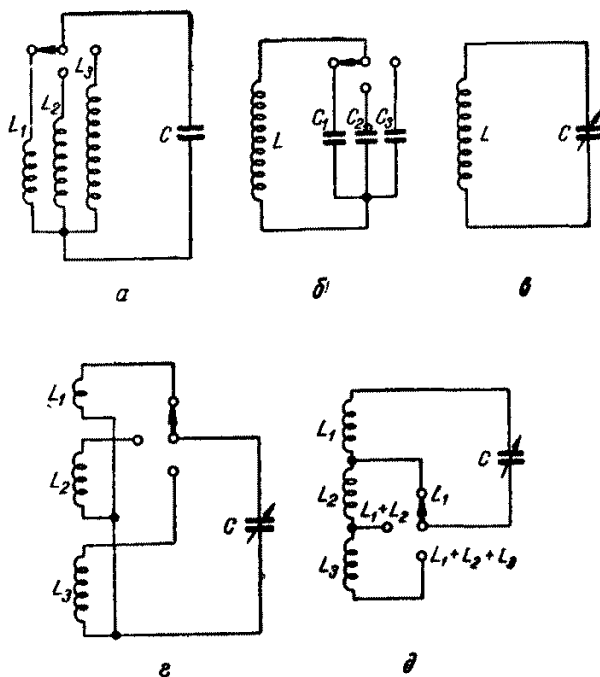 L₁
L₂
L₃
C
а
L
C₁
C₂
C₃
б
L
C
в
L₁
L₂
L₃
C
г
L₁
L₂
L₃
L₁+L₂
L₁
L₁+L₂+L₃
C
д